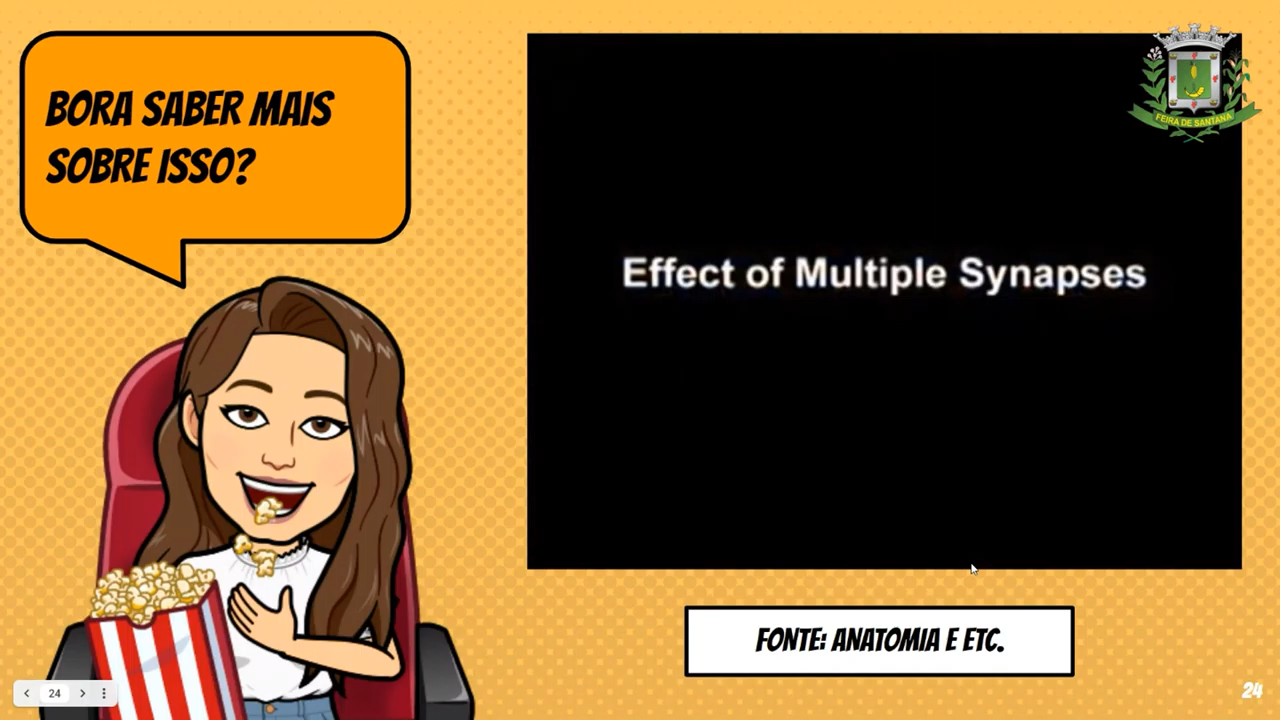 BORA SABER MAIS
SOBRE ISSO?
FEIRA DE SANTANA
Effect of Multiple Synapses
FONTE: ANATOMIA E ETC.
24
24